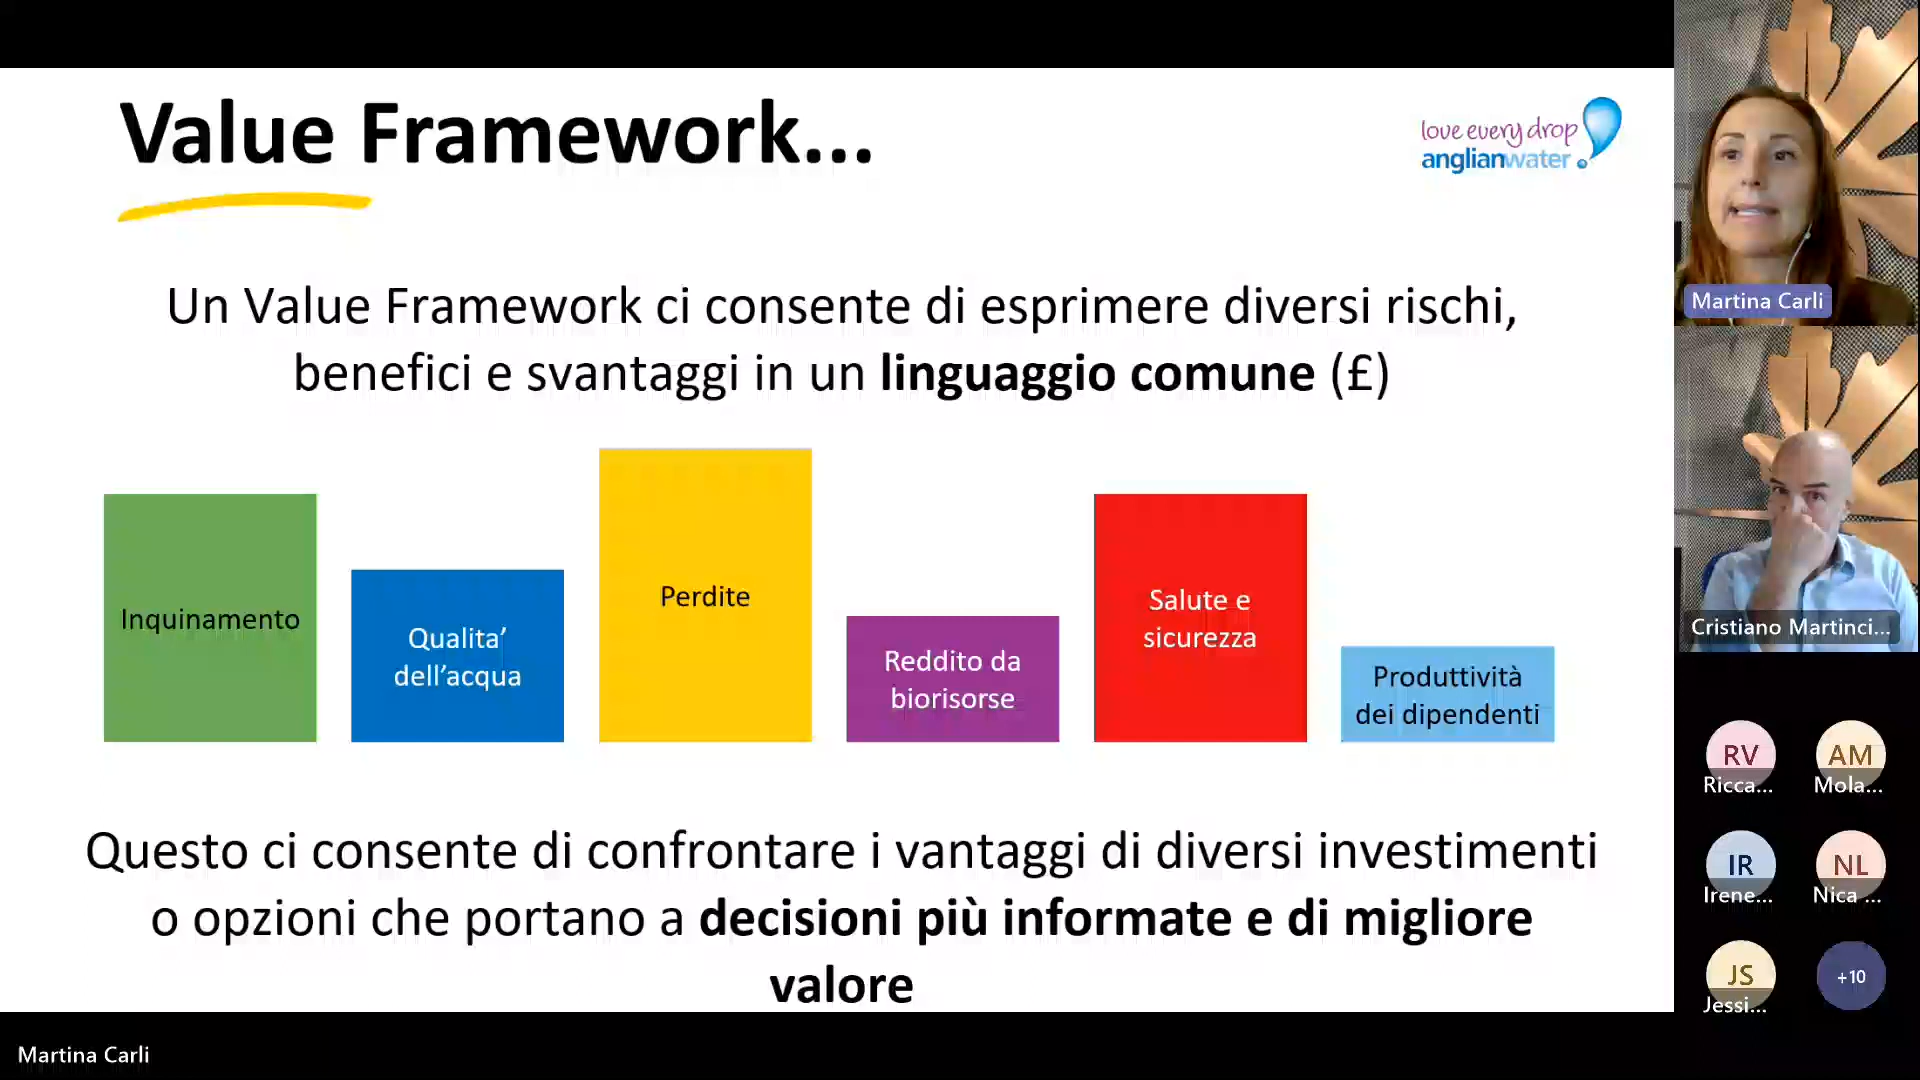 Value Framework...
love every drop
anglianwater
Un Value Framework ci consente di esprimere diversi rischi,
benefici e svantaggi in un linguaggio comune (£)
Inquinamento
Qualita’
dell’acqua
Perdite
Reddito da
biorisorse
Salute e
sicurezza
Produttività
dei dipendenti
Questo ci consente di confrontare i vantaggi di diversi investimenti
o opzioni che portano a decisioni più informate e di migliore
valore
Martina Carli
Cristiano Martinci...
RV
Ricca...
AM
Mola...
IR
Irene...
NL
Nica ...
JS
Jessi...
+10
Martina Carli